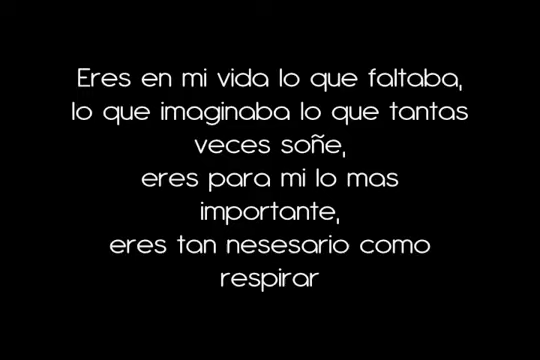 Eres en mi vida lo que faltaba,
lo que imaginaba lo que tantas
veces soñe,
eres para mi lo mas
importante,
eres tan nesesario como
respirar